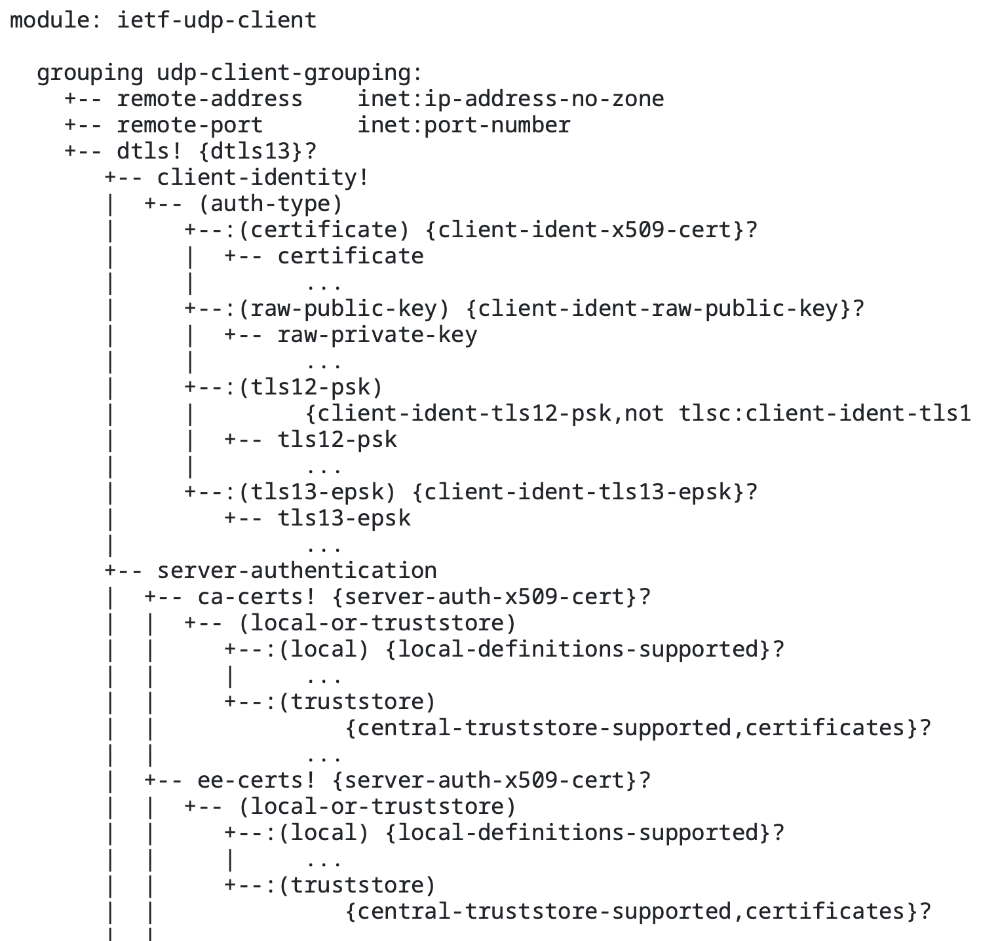 module: ietf-udp-client

  grouping udp-client-grouping:
    +-- remote-address    inet:ip-address-no-zone
    +-- remote-port       inet:port-number
    +-- dtls! {dtls13}?
       +-- client-identity!
       |  +-- (auth-type)
       |     +--:(certificate) {client-ident-x509-cert}?
       |     |  +-- certificate
       |     |        ...
       |     +--:(raw-public-key) {client-ident-raw-public-key}?
       |     |  +-- raw-private-key
       |     |        ...
       |     +--:(tls12-psk)
       |     |        {client-ident-tls12-psk,not tlsc:client-ident-tls1
       |     |  +-- tls12-psk
       |     |        ...
       |     +--:(tls13-epsk) {client-ident-tls13-epsk}?
       |        +-- tls13-epsk
       |              ...
       +-- server-authentication
       |  +-- ca-certs! {server-auth-x509-cert}?
       |  |  +-- (local-or-truststore)
       |  |     +--:(local) {local-definitions-supported}?
       |  |     |     ...
       |  |     +--:(truststore)
       |  |              {central-truststore-supported,certificates}?
       |  |           ...
       |  +-- ee-certs! {server-auth-x509-cert}?
       |  |  +-- (local-or-truststore)
       |  |     +--:(local) {local-definitions-supported}?
       |  |     |     ...
       |  |     +--:(truststore)
       |  |              {central-truststore-supported,certificates}?
       |  |